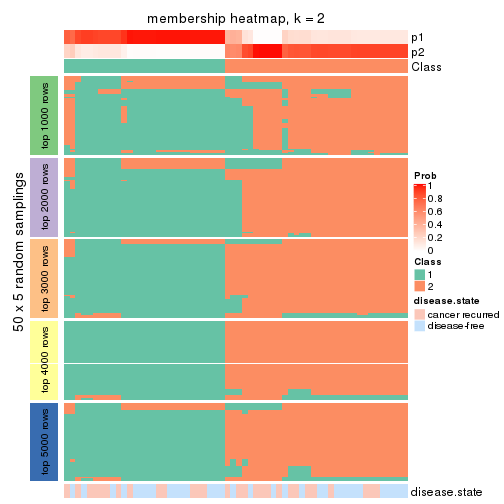 membership heatmap, k = 2
p1
p2
Class
50 x 5 random samplings
top 1000 rows
top 2000 rows
top 3000 rows
top 4000 rows
top 5000 rows
Prob
1
0.8
0.6
0.4
0.2
0
Class
1
2
disease.state
cancer recurred
disease-free
disease.state